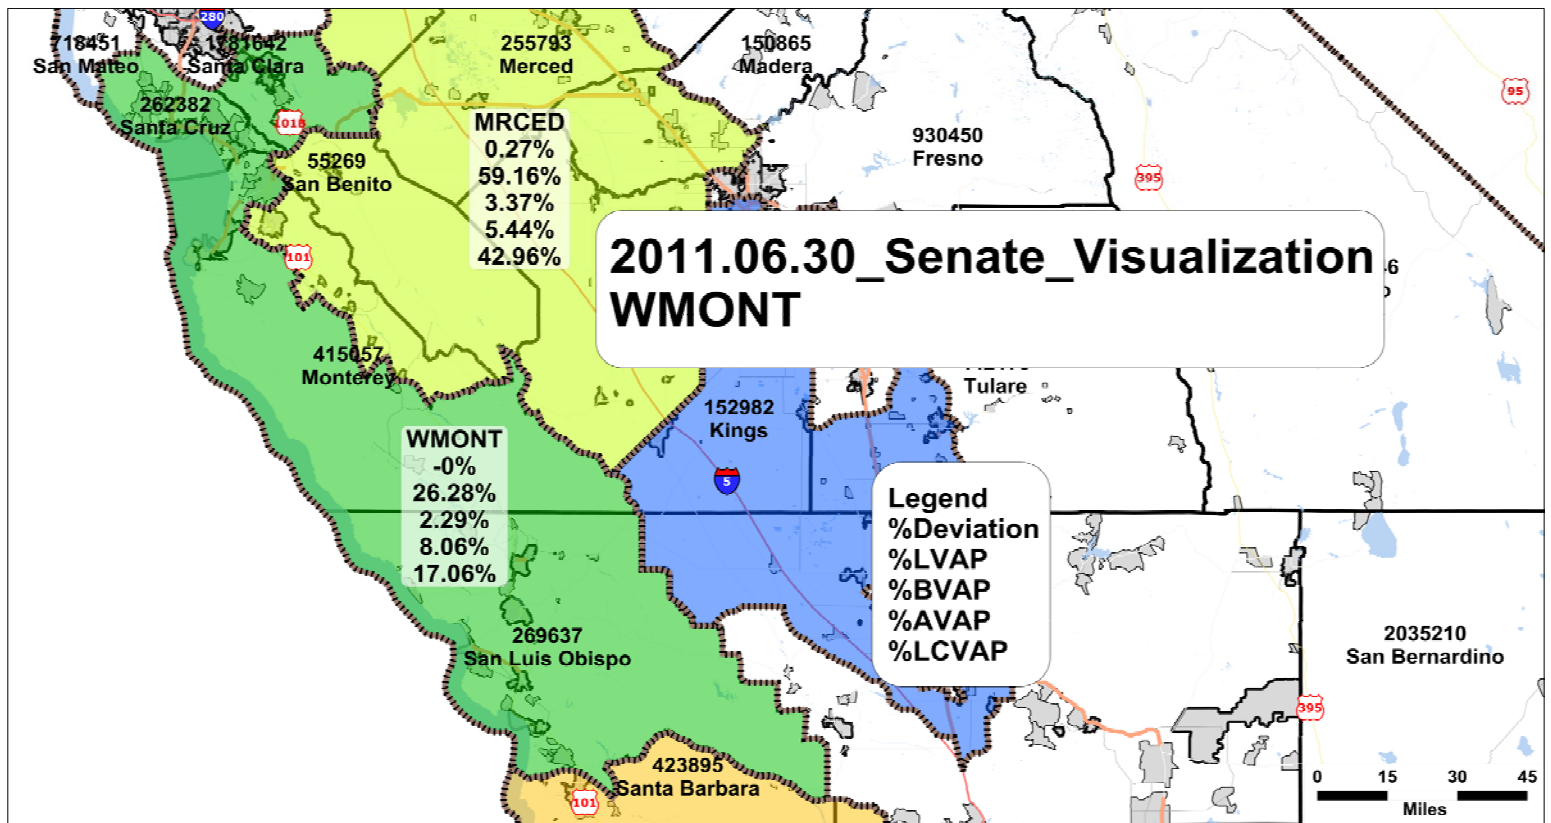 280
718451
San Mateo
1781642
Santa Clara
255793
Merced
150865
Madera
95
262382
Santa Cruz
101
MRCED
0.27%
59.16%
3.37%
5.44%
42.96%
930450
Fresno
395
55269
San Benito
101
2011.06.30_Senate_Visualization
WMONT
415057
Monterey
Tulare
152982
Kings
WMONT
-0%
26.28%
2.29%
8.06%
17.06%
5
Legend
%Deviation
%LVAP
%BVAP
%AVAP
%LCVAP
269637
San Luis Obispo
2035210
San Bernardino
395
423895
Santa Barbara
101
0 15 30 45
Miles